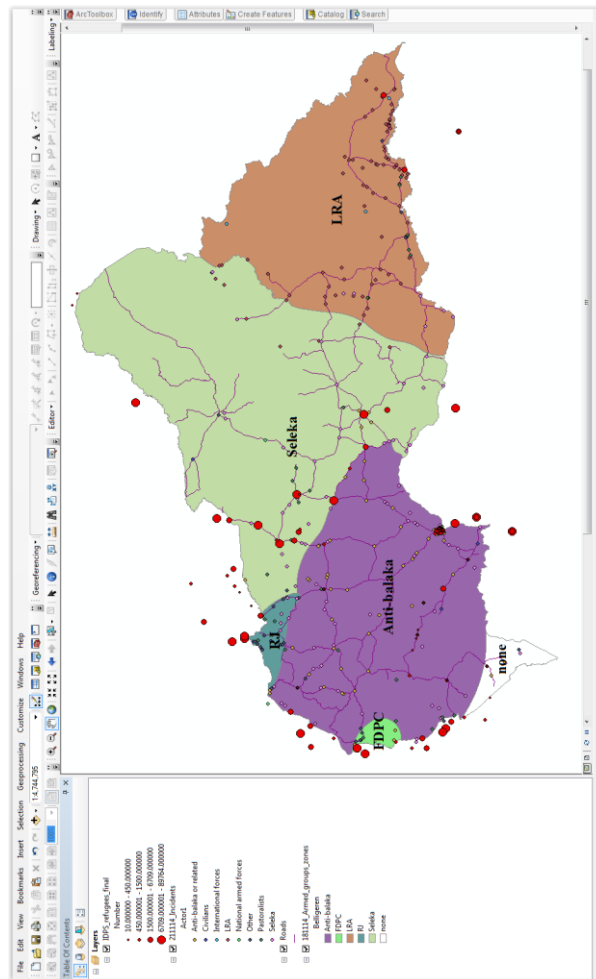 File Edit View Bookmarks Insert Selection Geoprocessing Customize Windows Help
1:4,744,795
Georeferencing
Editor
Drawing
Labeling
ArcToolbox Identify Attributes Create Features Catalog Search
Table Of Contents
Layers
IDPS_refugees_final
Number
10.000000 - 450.000000
450.000001 - 1500.000000
1500.000001 - 6709.000000
6709.000001 - 89764.000000
211114_Incidents
Actor1
Anti-balaka or related
Civilians
International forces
LRA
National armed forces
Other
Pastoralists
Seleka
Roads
181114_Armed_groups_zones
Belligeren
Anti-balaka
FDPC
LRA
RJ
Seleka
none
LRA
Seleka
RJ
Anti-balaka
FDPC
none